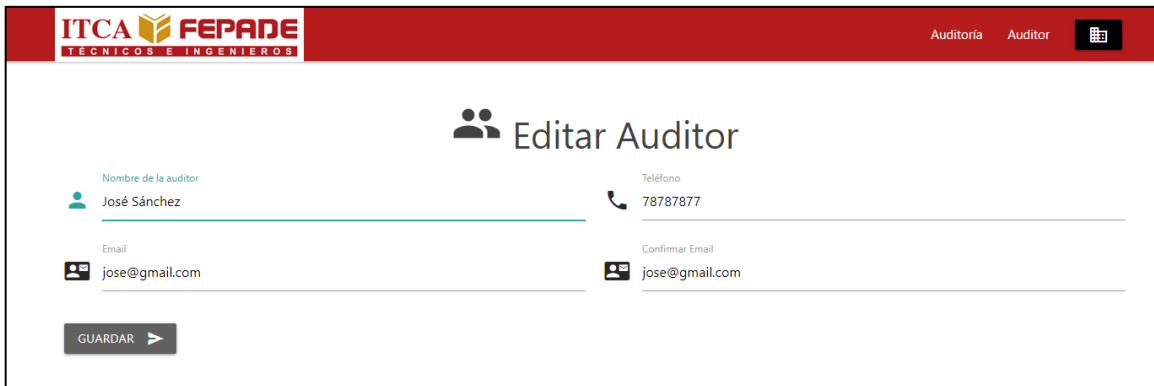 ITCA FEPADE
TÉCNICOS E INGENIEROS
Auditoría Auditor
Editar Auditor
Nombre de la auditor
Teléfono
José Sánchez
78787877
Email
Confirmar Email
jose@gmail.com
jose@gmail.com
GUARDAR